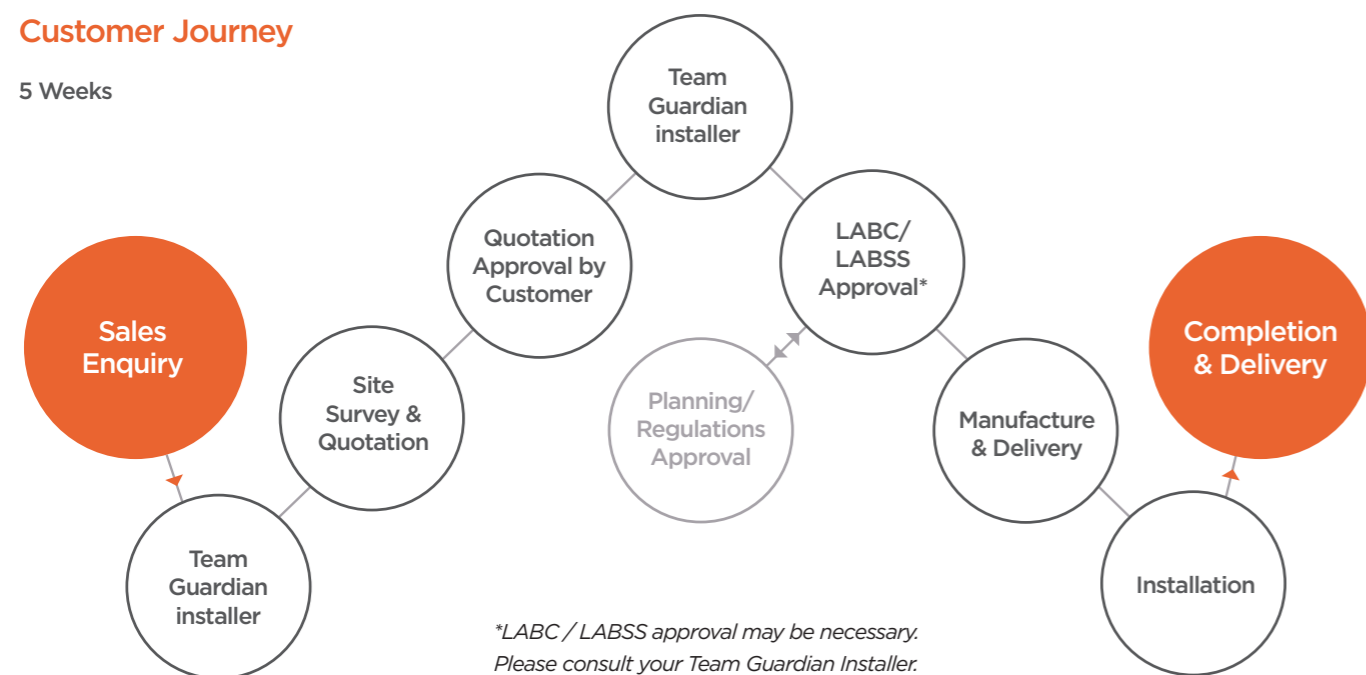 Customer Journey
5 Weeks
Sales
Enquiry
Team
Guardian
installer
Site
Survey &
Quotation
Quotation
Approval by
Customer
Team
Guardian
installer
LABC/
LABSS
Approval*
Planning/
Regulations
Approval
Manufacture
& Delivery
Installation
Completion
& Delivery
*LABC / LABSS approval may be necessary.
Please consult your Team Guardian Installer.